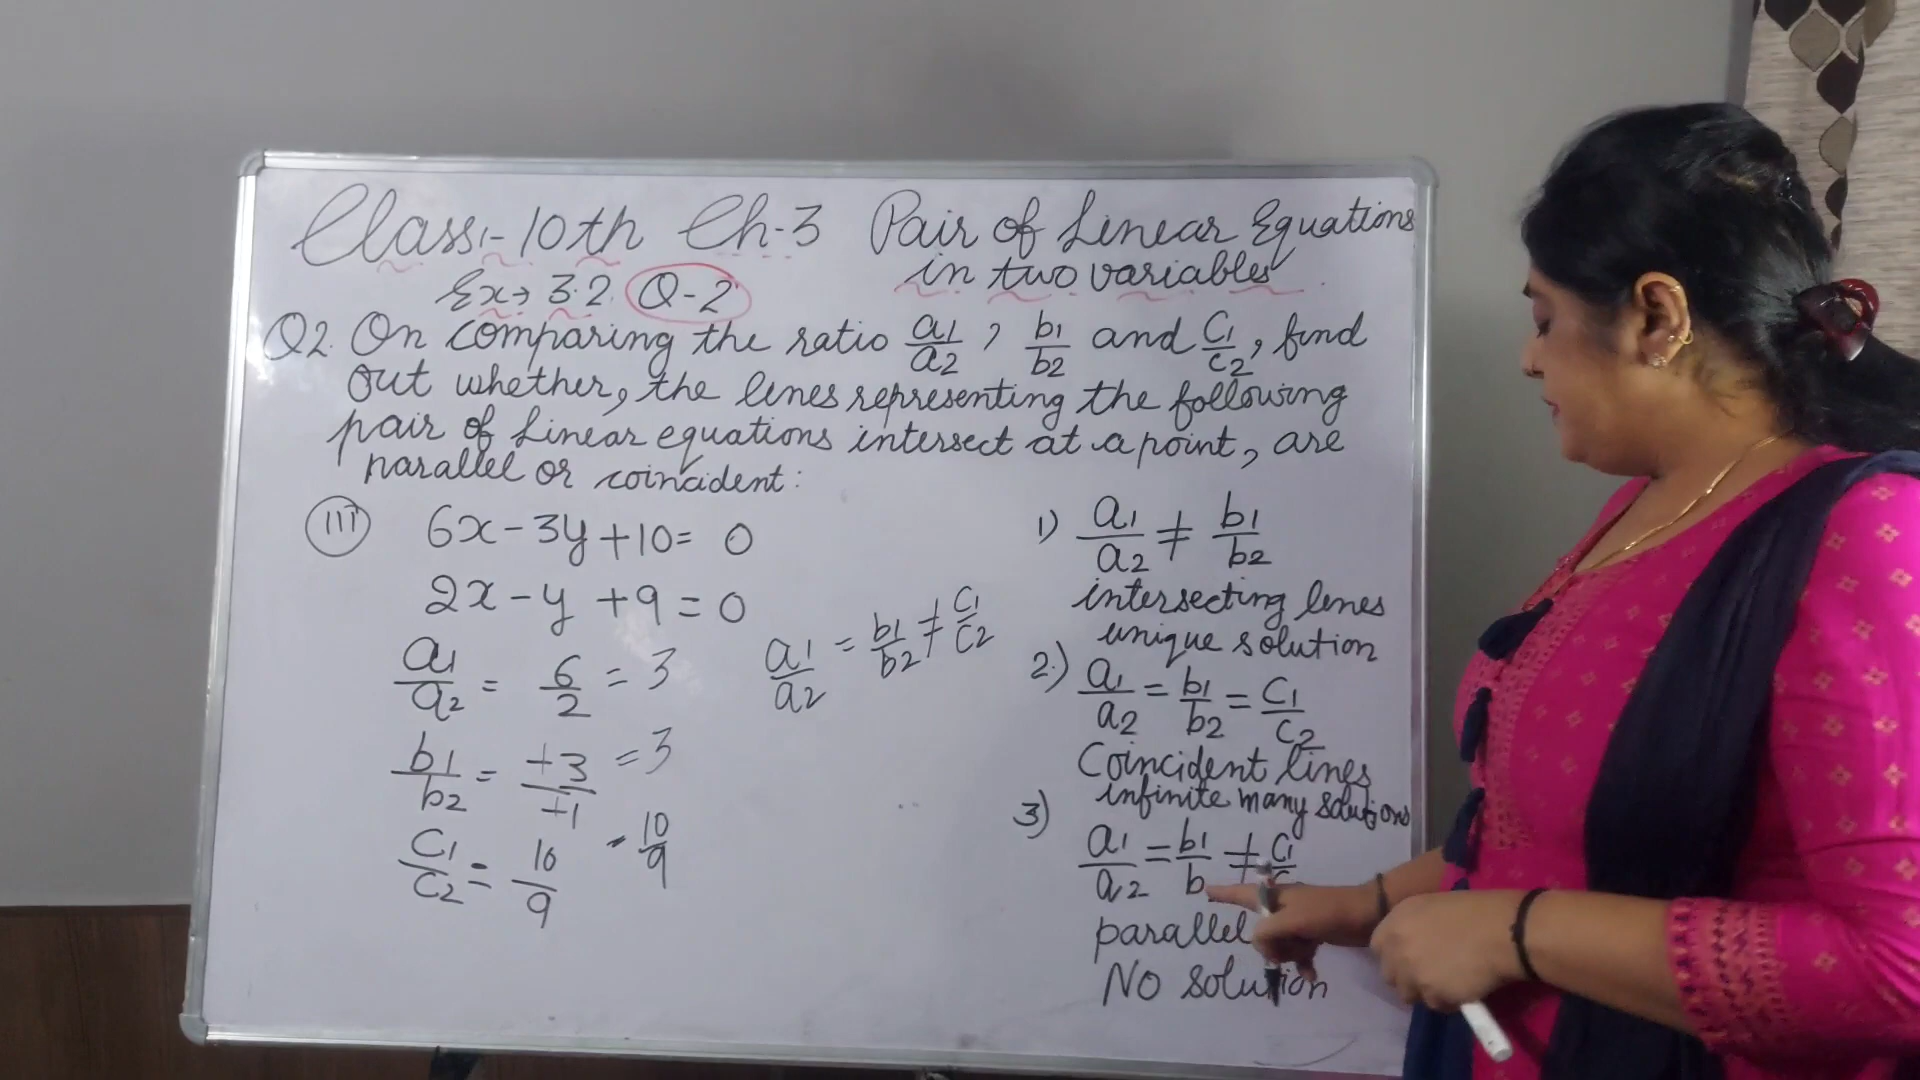 Class:-10th Ch-3 Pair of Linear Equations
in two variables
Ex→ 3.2. Q-2
Q2. On comparing the ratio a1/a2, b1/b2 and c1/c2, find
out whether, the lines representing the following
pair of linear equations intersect at a point, are
parallel or coincident:
III 6x-3y+10= 0
2x-y+9=0
a1/a2 = 6/2 = 3
b1/b2 = +3/+1 = 3
c1/c2 = 10/9 = 10/9
a1/a2 = b1/b2 ≠ c1/c2
1) a1/a2 ≠ b1/b2
intersecting lines
unique solution
2.) a1/a2 = b1/b2 = c1/c2
Coincident lines
infinite many solutions
3) a1/a2 = b1/b ≠ c1/c
parallel
No solution